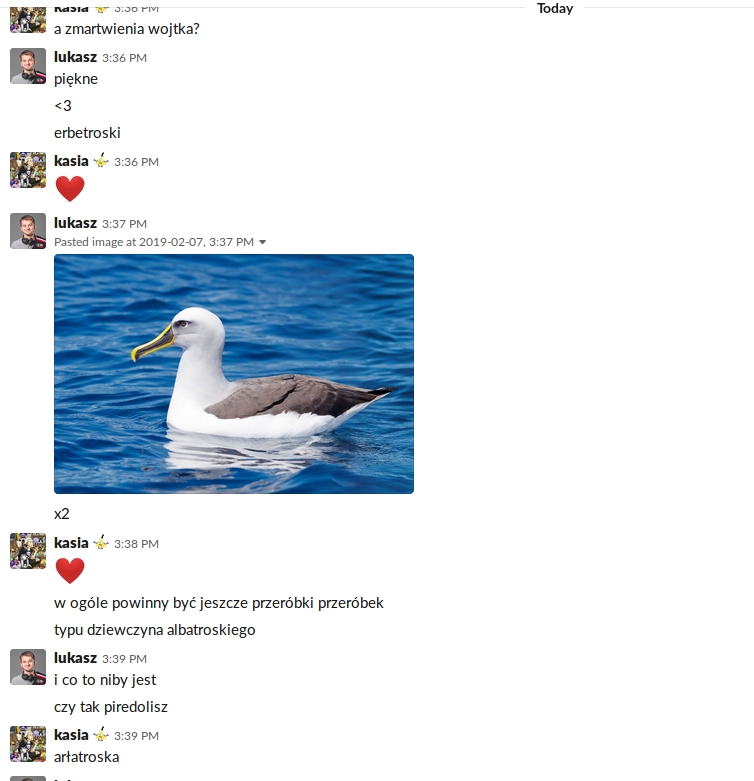 kasia 3:36 PM
Today
a zmartwienia wojtka?
lukasz 3:36 PM
piękne
<3
erbetroski
kasia 3:36 PM
lukasz 3:37 PM
Pasted image at 2019-02-07, 3:37 PM
x2
kasia 3:38 PM
w ogóle powinny być jeszcze przeróbki przeróbek
typu dziewczyna albatroskiego
lukasz 3:39 PM
i co to niby jest
czy tak piredolisz
kasia 3:39 PM
arłatroska